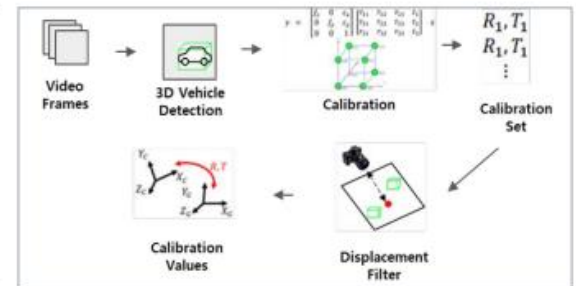 Video
Frames
3D Vehicle
Detection
Calibration
R₁, T₁
R₁, T₁
⋮
Calibration
Set
R,T
Calibration
Values
Displacement
Filter